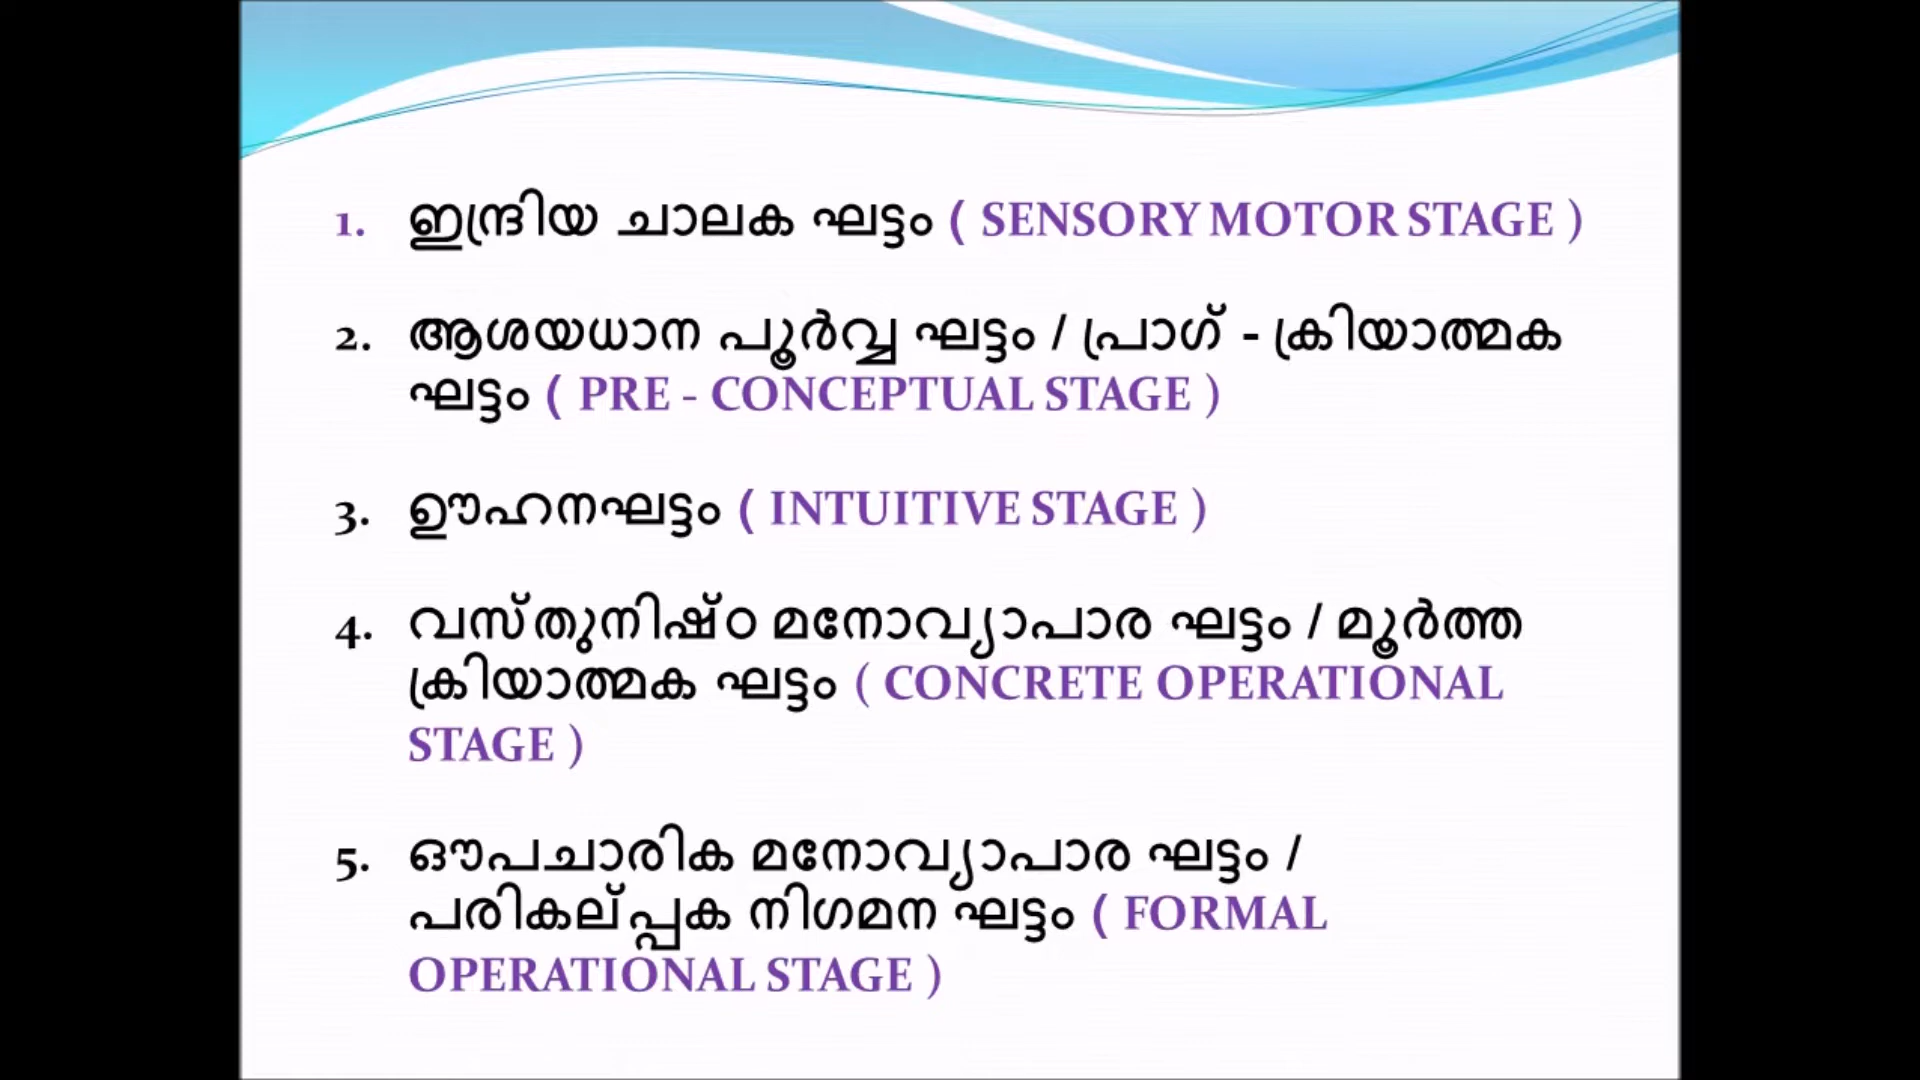 1. ഇന്ദ്രിയ ചാലക ഘട്ടം ( SENSORY MOTOR STAGE )
2. ആശയധാന പൂർവ്വ ഘട്ടം / പ്രാഗ് - ക്രിയാത്മക
ഘട്ടം ( PRE - CONCEPTUAL STAGE )
3. ഊഹനഘട്ടം ( INTUITIVE STAGE )
4. വസ്തുനിഷ്ഠ മനോവ്യാപാര ഘട്ടം / മൂർത്ത
ക്രിയാത്മക ഘട്ടം ( CONCRETE OPERATIONAL
STAGE )
5. ഔപചാരിക മനോവ്യാപാര ഘട്ടം /
പരികല്പ്പക നിഗമന ഘട്ടം ( FORMAL
OPERATIONAL STAGE )